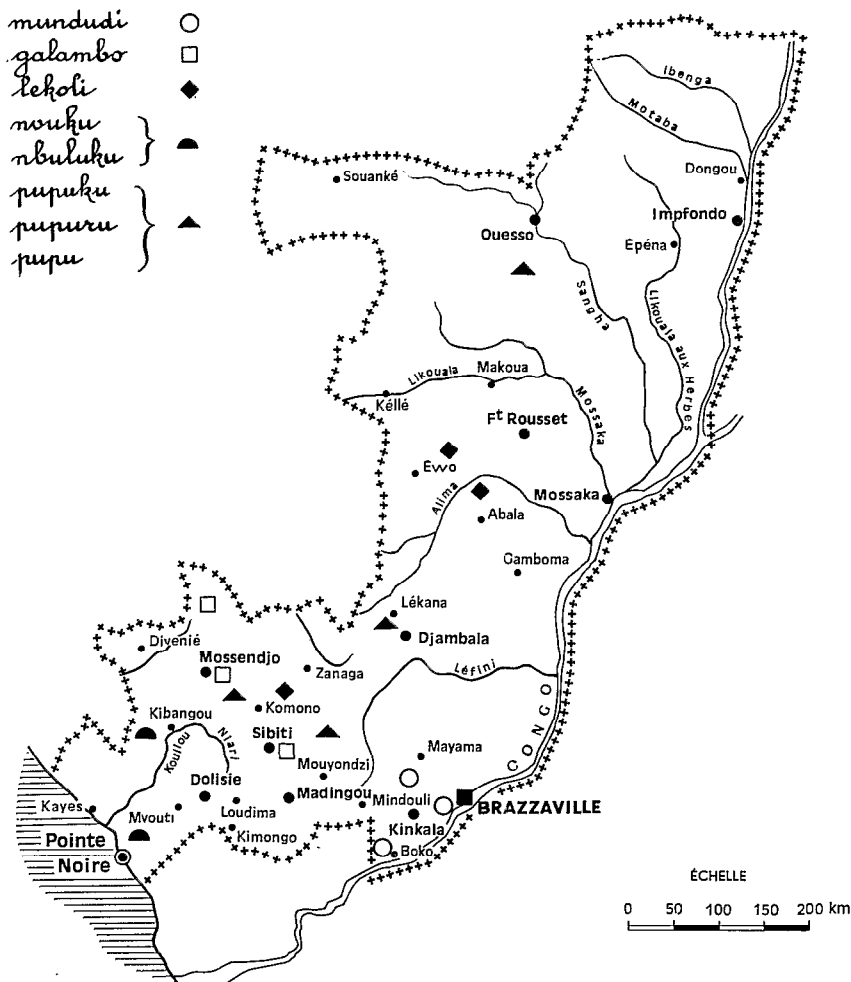 mundudi
galambo
lekoli
nouku
nbuluku
pupuku
pupuru
pupu
Ibenga
Motaba
Dongou
Souanké
Impfondo
Ouesso
Epéna
Sangha
Likouala aux Herbes
Likouala
Makoua
Kéllé
Mossaka
Ft Rousset
Évvo
Alima
Mossaka
Abala
Gamboma
Lékana
Djambala
Divenié
Mossendjo
Zanaga
Léfini
Komono
CONGO
Kibangou
Niari
Kouilou
Sibiti
Mayama
Mouyondzi
Dolisie
Madingou
Mindouli
BRAZZAVILLE
Kayes
Mvouti
Loudima
Kinkala
Kimongo
Boko
Pointe
Noire
ÉCHELLE
0 50 100 150 200 km